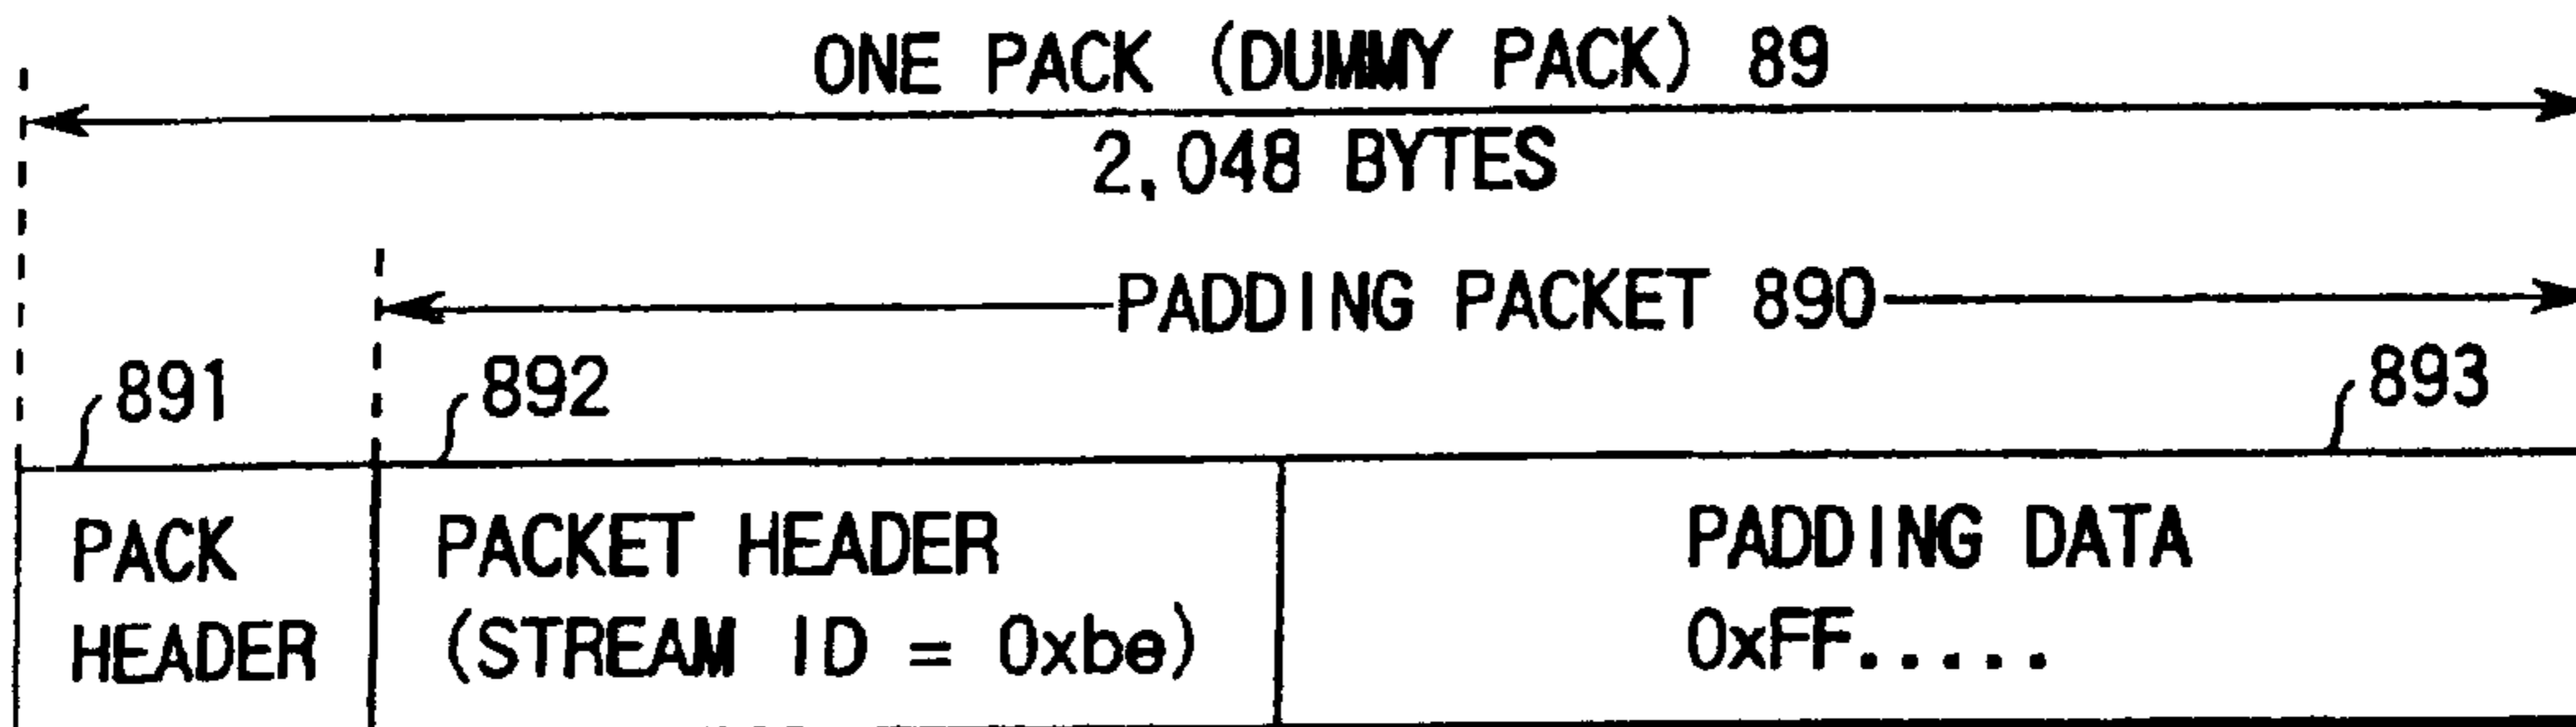 ONE PACK (DUMMY PACK) 89
2,048 BYTES
PADDING PACKET 890
891
892
893
PACK
HEADER
PACKET HEADER
(STREAM ID = 0xbe)
PADDING DATA
0xFF.....